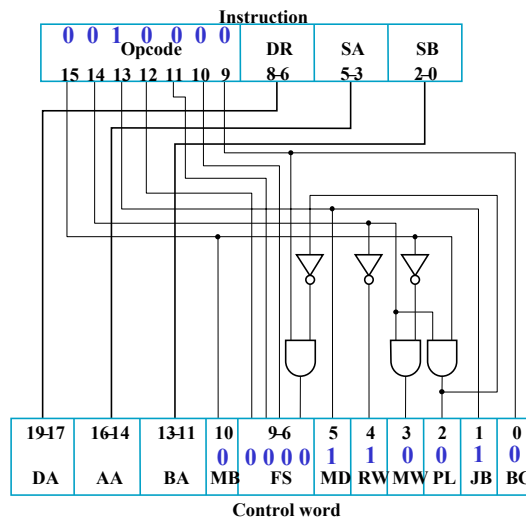 Instruction
0 0 1 0 0 0 0
Opcode DR SA SB
15 14 13 12 11 10 9 8–6 5–3 2–0
19–17 16–14 13–11 10 9–6 5 4 3 2 1 0
0 0 0 0 0 1 1 0 0 1 0
DA AA BA MB FS MD RW MW PL JB BC
Control word